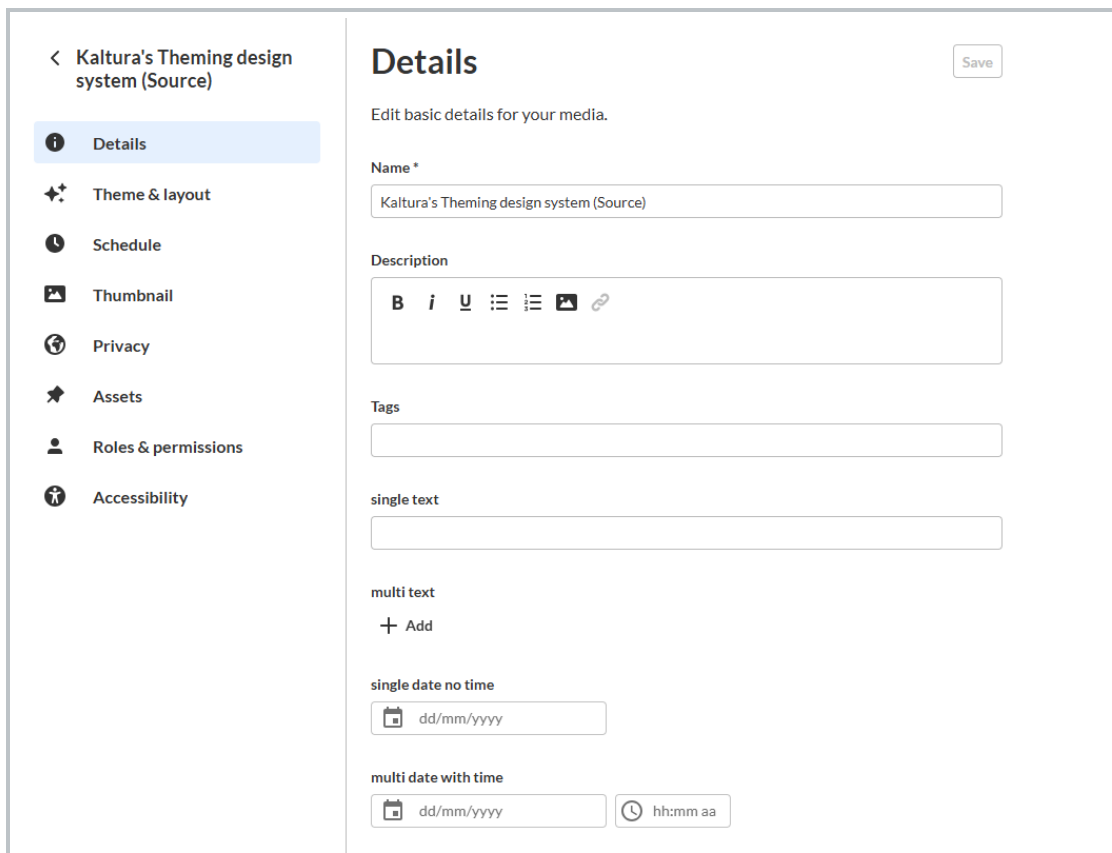 Kaltura's Theming design
system (Source)
Details
Theme & layout
Schedule
Thumbnail
Privacy
Assets
Roles & permissions
Accessibility
Details
Save
Edit basic details for your media.
Name *
Kaltura's Theming design system (Source)
Description
B i U
Tags
single text
multi text
Add
single date no time
dd/mm/yyyy
multi date with time
dd/mm/yyyy hh:mm aa